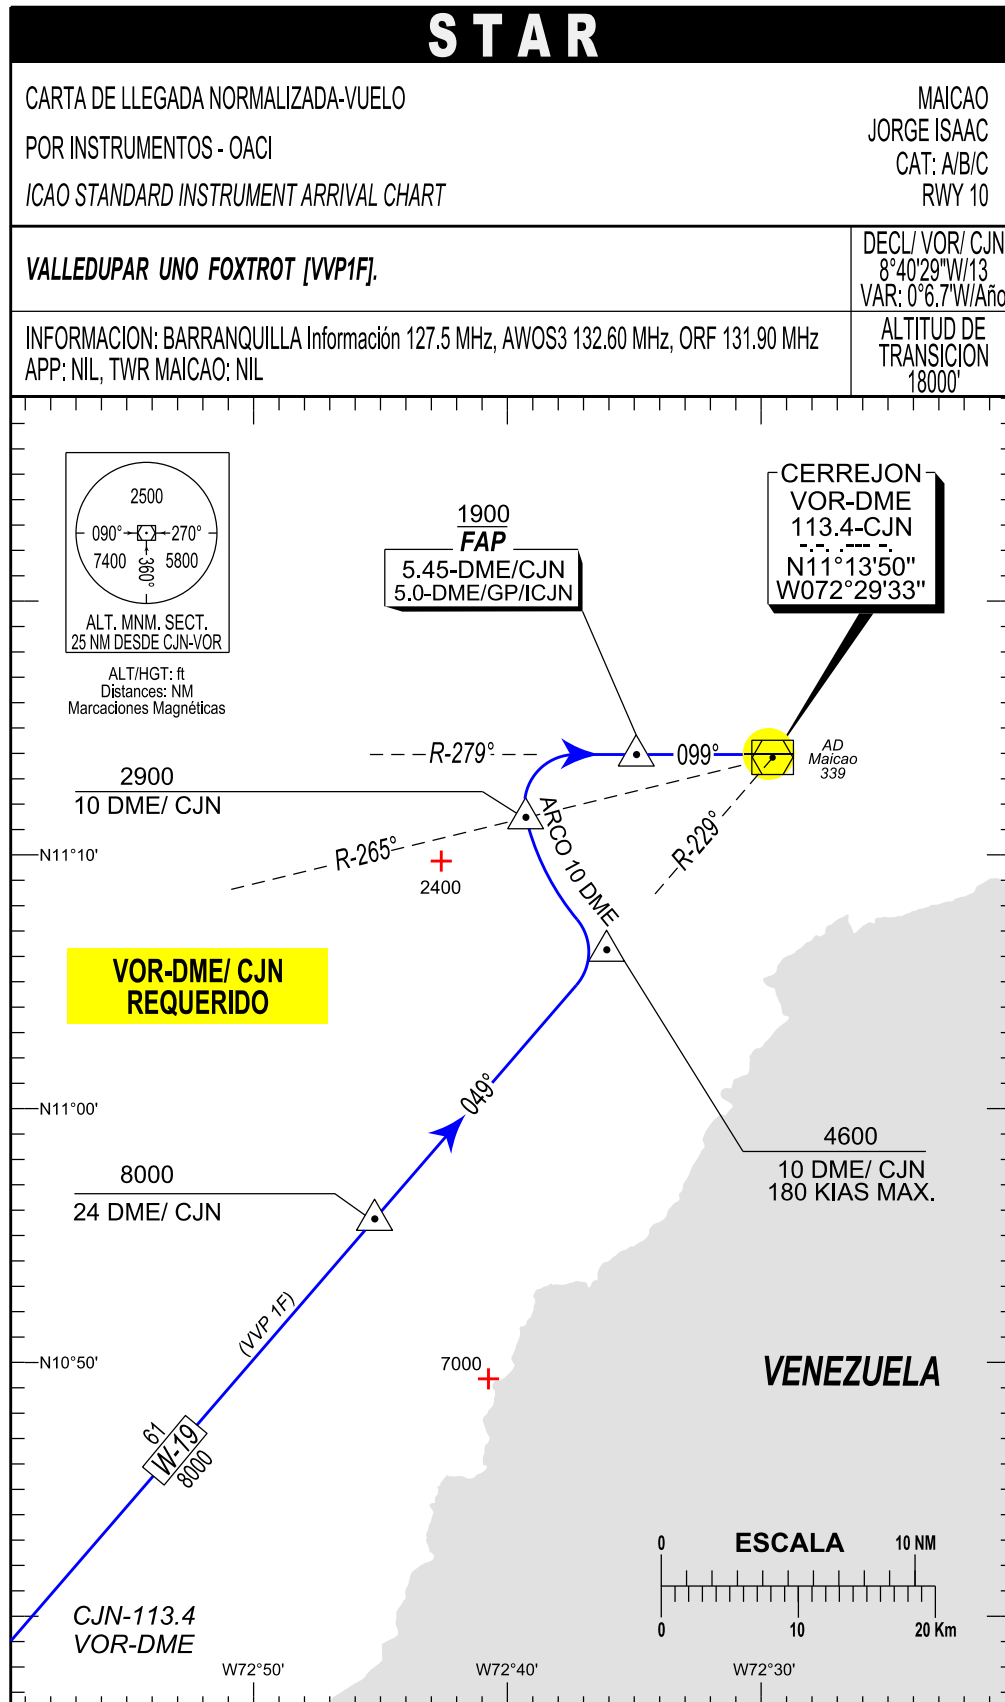 STAR
CARTA DE LLEGADA NORMALIZADA-VUELO
POR INSTRUMENTOS - OACI
ICAO STANDARD INSTRUMENT ARRIVAL CHART
MAICAO
JORGE ISAAC
CAT: A/B/C
RWY 10
VALLEDUPAR UNO FOXTROT [VVP1F].
DECL/ VOR/ CJN
8°40'29"W/13
VAR: 0°6.7'W/Año
INFORMACION: BARRANQUILLA Información 127.5 MHz, AWOS3 132.60 MHz, ORF 131.90 MHz
APP: NIL, TWR MAICAO: NIL
ALTITUD DE
TRANSICION
18000'
2500
090° 270°
7400 360° 5800
ALT. MNM. SECT.
25 NM DESDE CJN-VOR
ALT/HGT: ft
Distances: NM
Marcaciones Magnéticas
1900
FAP
5.45-DME/CJN
5.0-DME/GP/ICJN
CERREJON
VOR-DME
113.4-CJN
-.-. .--- -.
N11°13'50"
W072°29'33"
R-279°
099°
AD
Maicao
339
2900
10 DME/ CJN
ARCO 10 DME
R-265°
R-229°
N11°10'
2400
VOR-DME/ CJN
REQUERIDO
049°
N11°00'
4600
10 DME/ CJN
180 KIAS MAX.
8000
24 DME/ CJN
(VVP 1F)
N10°50'
7000
VENEZUELA
61
W-19
8000
ESCALA
0 10 NM
0 10 20 Km
CJN-113.4
VOR-DME
W72°50' W72°40' W72°30'